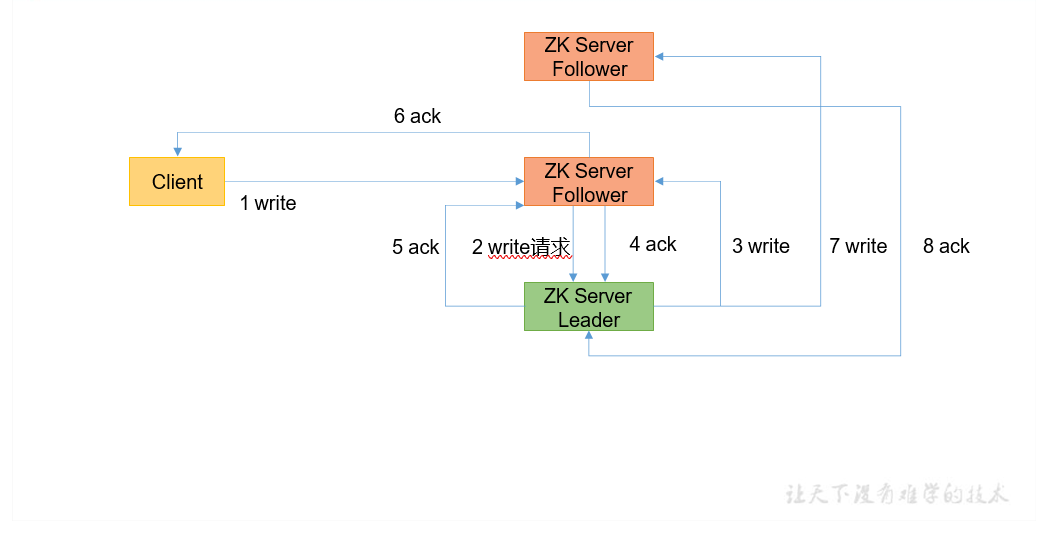 ZK Server
Follower
6 ack
Client
ZK Server
Follower
1 write
5 ack
2 write请求
4 ack
3 write
7 write
8 ack
ZK Server
Leader
让天下没有难学的技术